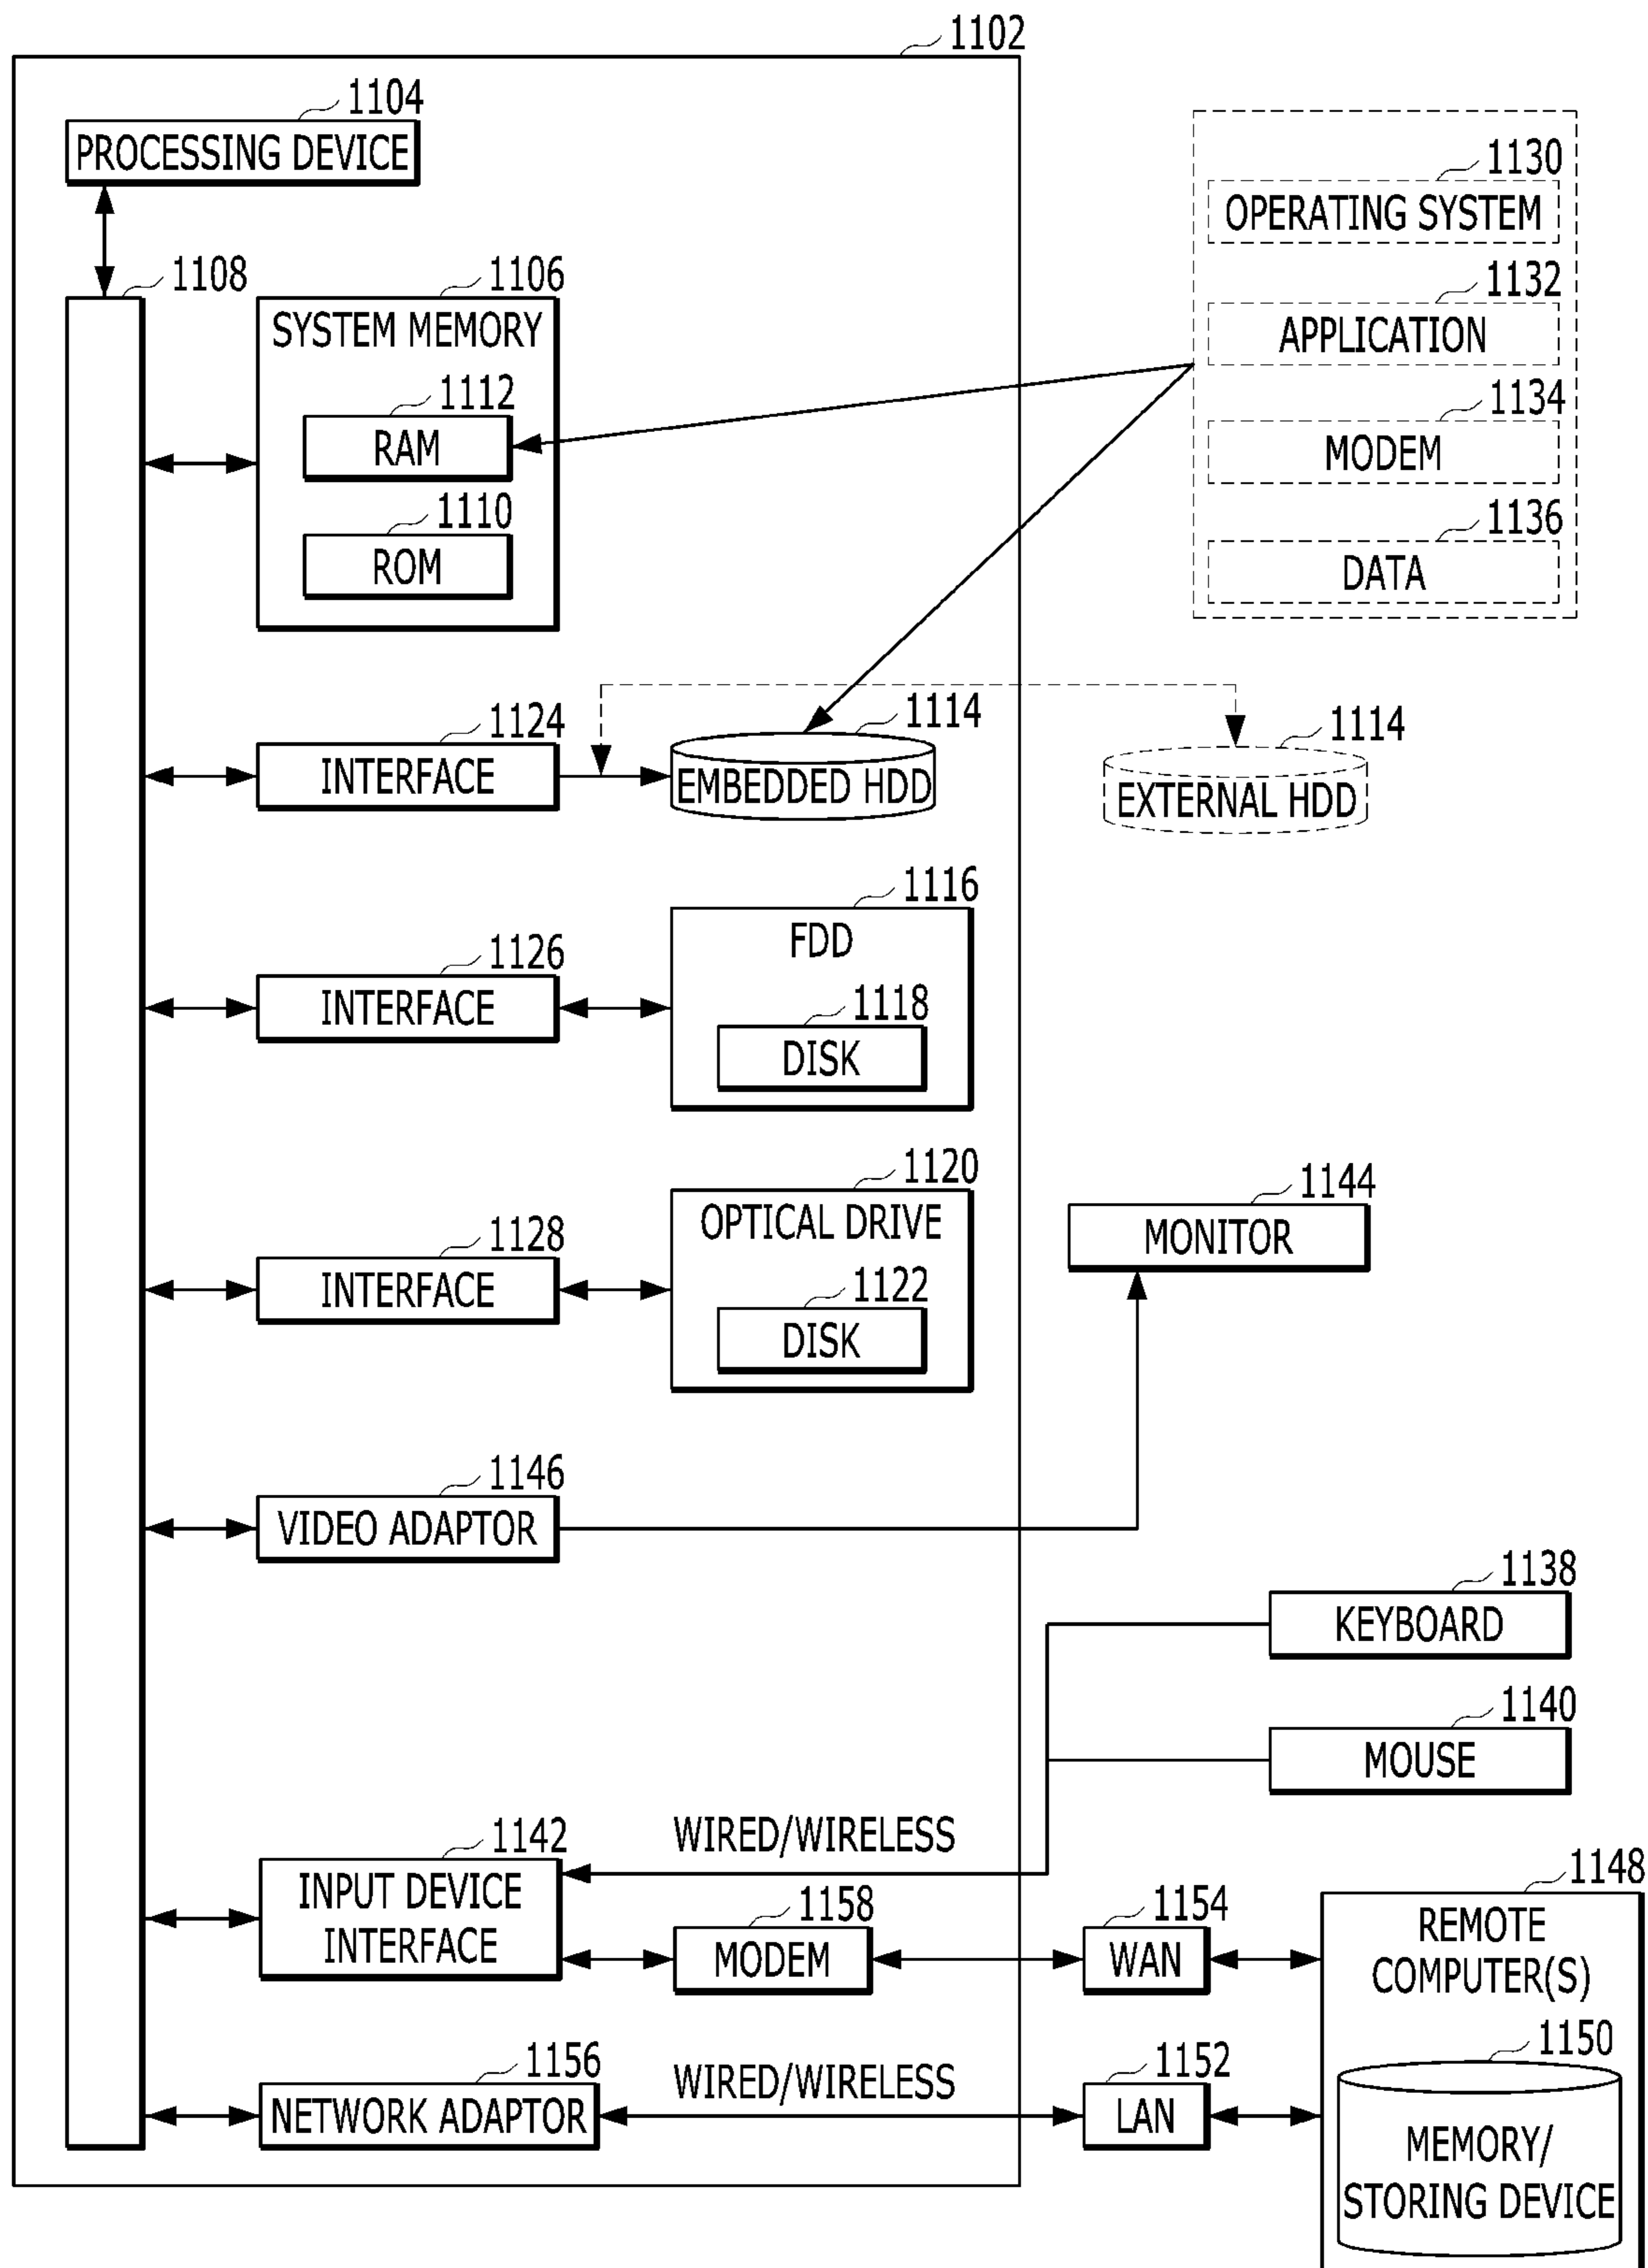 1102
1104
PROCESSING DEVICE
1108
1106
SYSTEM MEMORY
1112
RAM
1110
ROM
1130
OPERATING SYSTEM
1132
APPLICATION
1134
MODEM
1136
DATA
1124
INTERFACE
1114
EMBEDDED HDD
1114
EXTERNAL HDD
1116
FDD
1126
INTERFACE
1118
DISK
1120
OPTICAL DRIVE
1128
INTERFACE
1122
DISK
1144
MONITOR
1146
VIDEO ADAPTOR
1138
KEYBOARD
1140
MOUSE
1142
INPUT DEVICE
INTERFACE
WIRED/WIRELESS
1158
MODEM
1154
WAN
1148
REMOTE
COMPUTER(S)
1156
NETWORK ADAPTOR
WIRED/WIRELESS
1152
LAN
1150
MEMORY/
STORING DEVICE